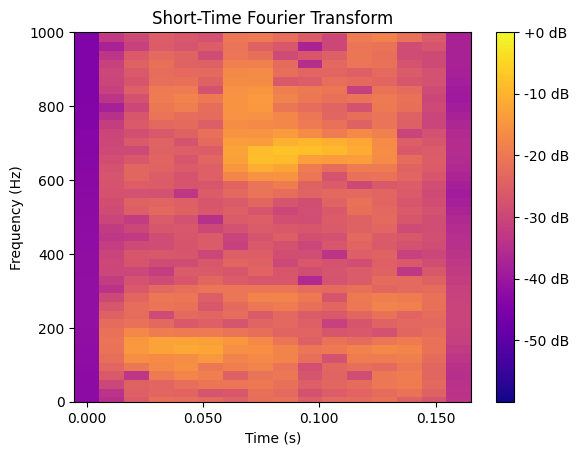 Short-Time Fourier Transform
Frequency (Hz)
1000
800
600
400
200
0
0.000 0.050 0.100 0.150
Time (s)
+0 dB
-10 dB
-20 dB
-30 dB
-40 dB
-50 dB